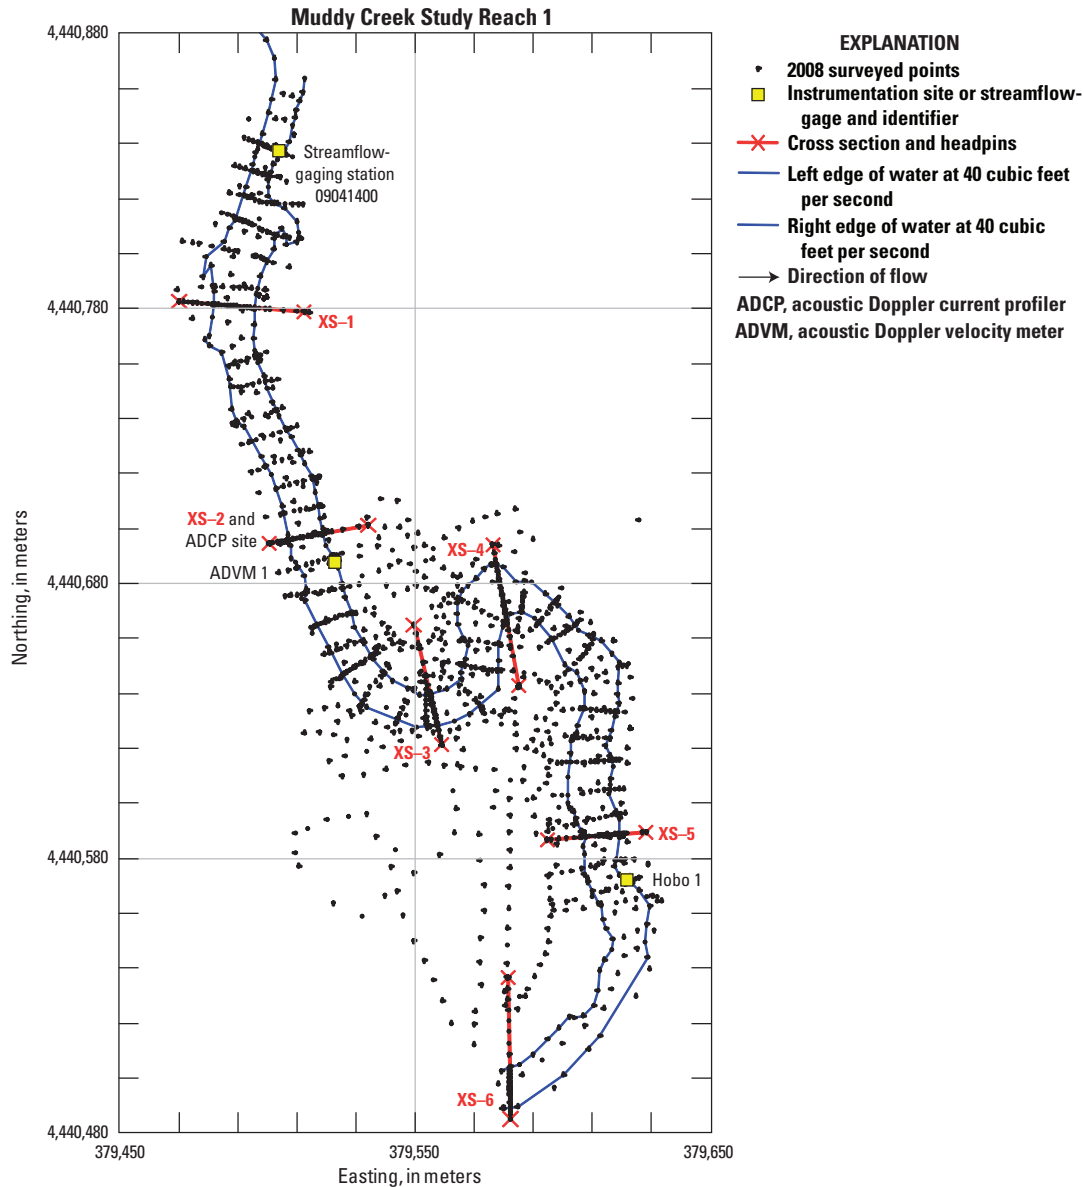 Muddy Creek Study Reach 1
4,440,880
4,440,780
4,440,680
4,440,580
4,440,480
Northing, in meters
379,450
379,550
379,650
Easting, in meters
Streamflow-
gaging station
09041400
XS–1
XS–2 and
ADCP site
ADVM 1
XS–4
XS–3
XS–5
Hobo 1
XS–6
EXPLANATION
2008 surveyed points
Instrumentation site or streamflow-
gage and identifier
Cross section and headpins
Left edge of water at 40 cubic feet
per second
Right edge of water at 40 cubic
feet per second
Direction of flow
ADCP, acoustic Doppler current profiler
ADVM, acoustic Doppler velocity meter